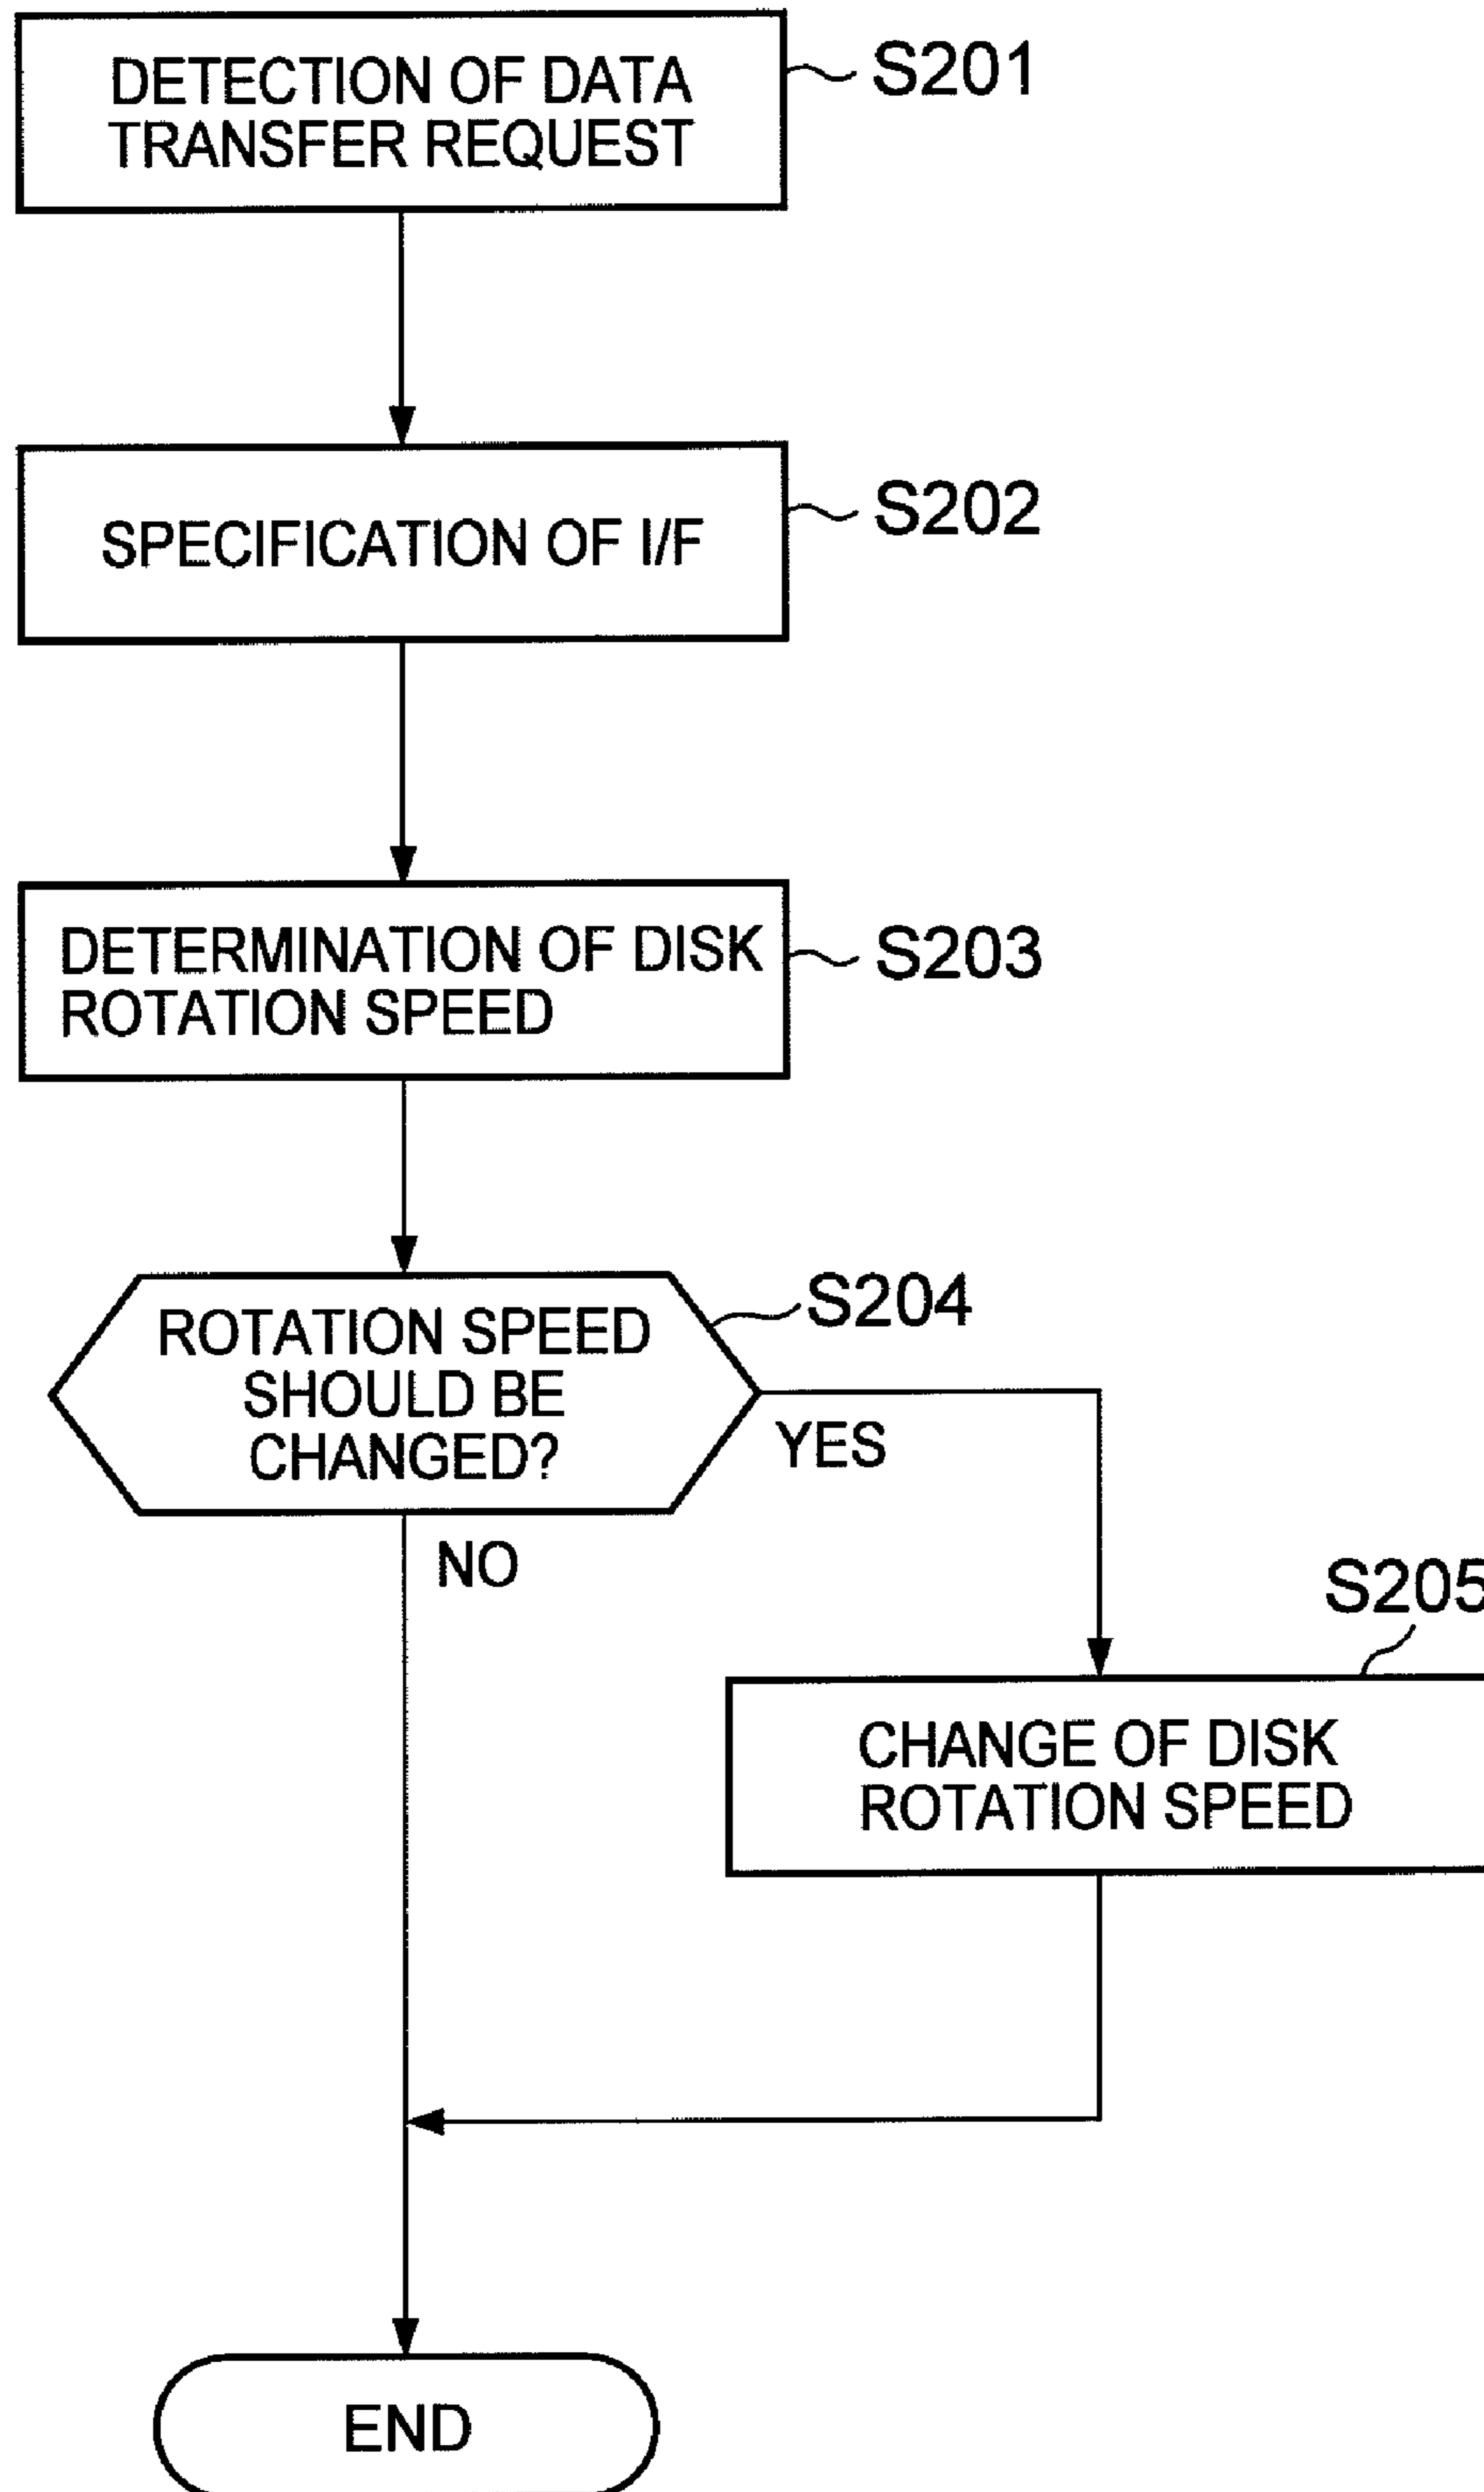 DETECTION OF DATA
TRANSFER REQUEST
S201
SPECIFICATION OF I/F
S202
DETERMINATION OF DISK
ROTATION SPEED
S203
ROTATION SPEED
SHOULD BE
CHANGED?
S204
YES
NO
S205
CHANGE OF DISK
ROTATION SPEED
END